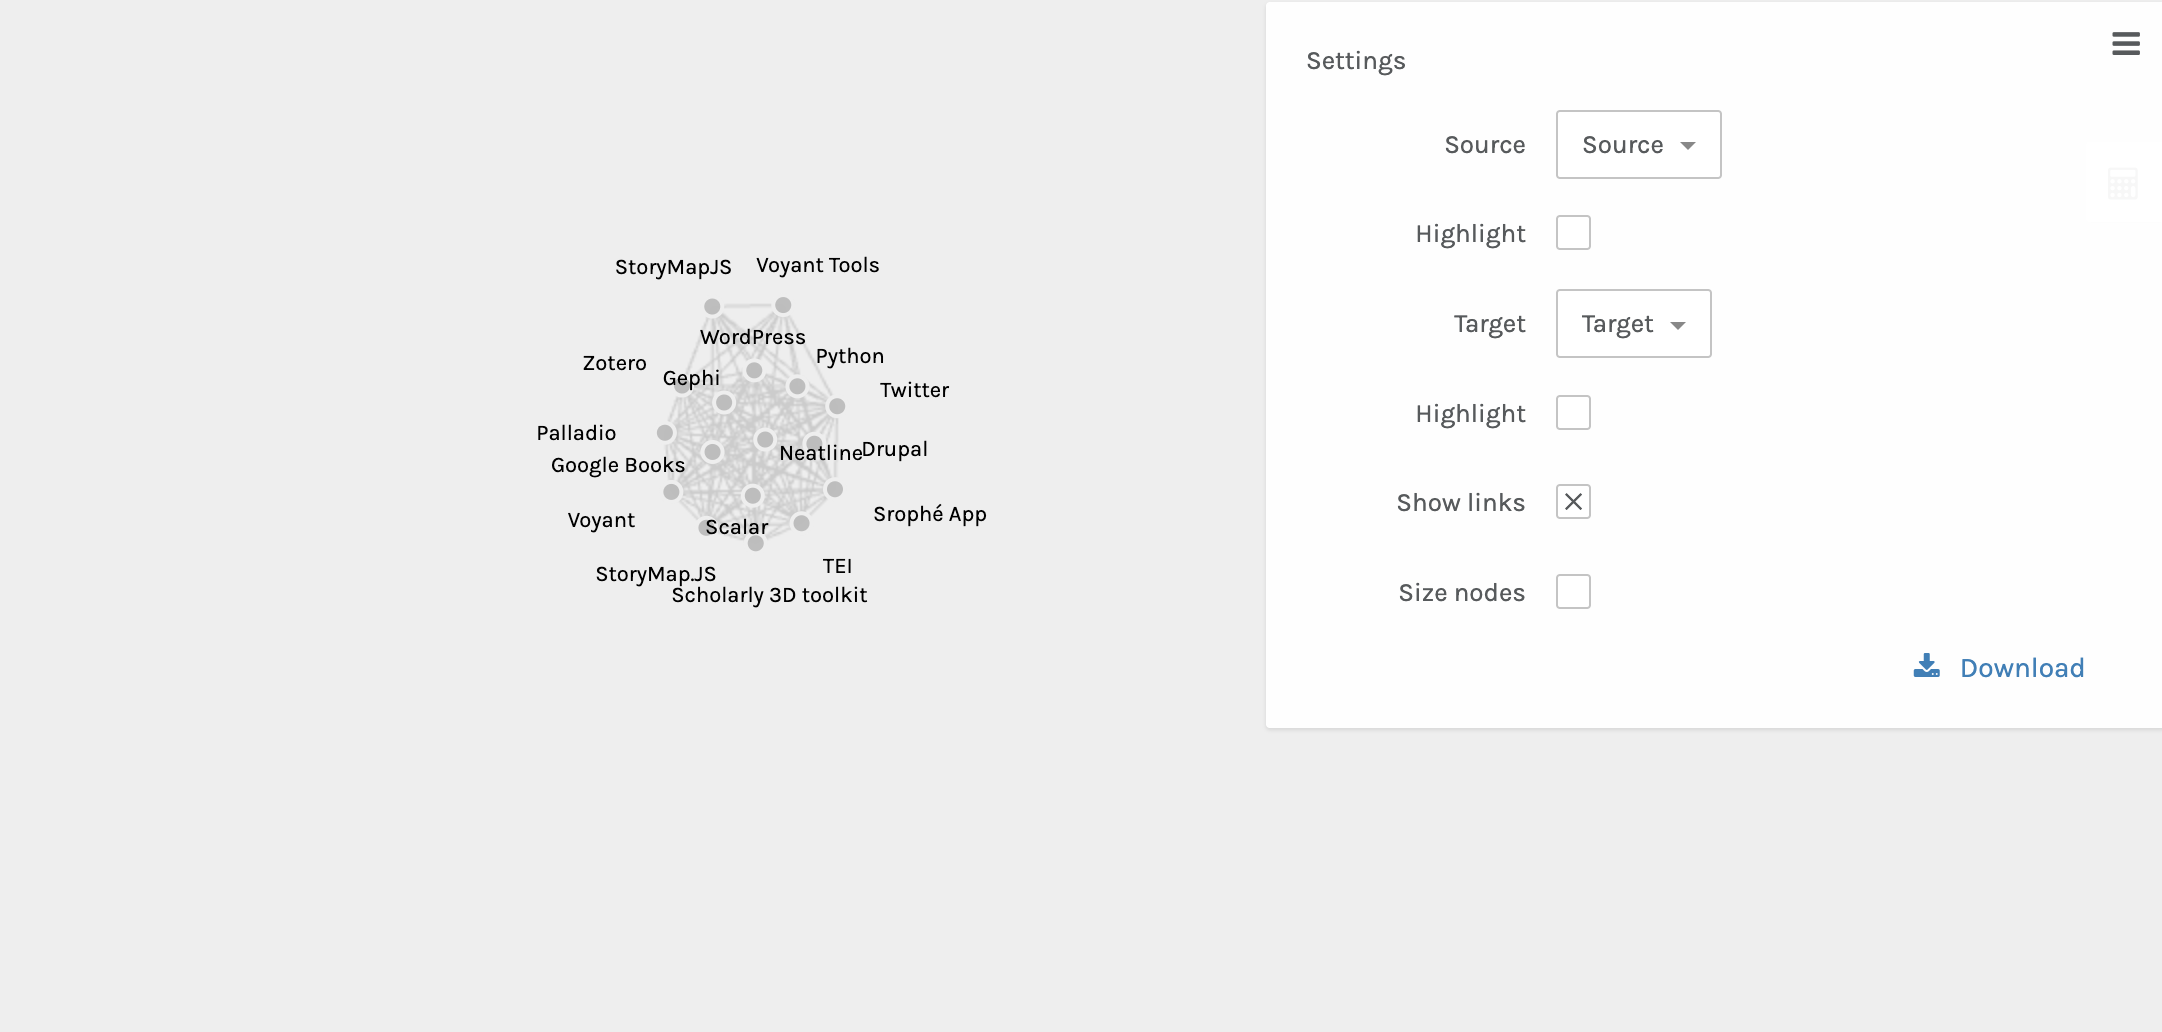 Settings
Source
Source
Highlight
Target
Target
Highlight
Show links
Size nodes
Download
StoryMapJS
Voyant Tools
WordPress
Python
Zotero
Gephi
Twitter
Palladio
Neatline
Drupal
Google Books
Srophé App
Voyant
Scalar
TEI
StoryMap.JS
Scholarly 3D toolkit